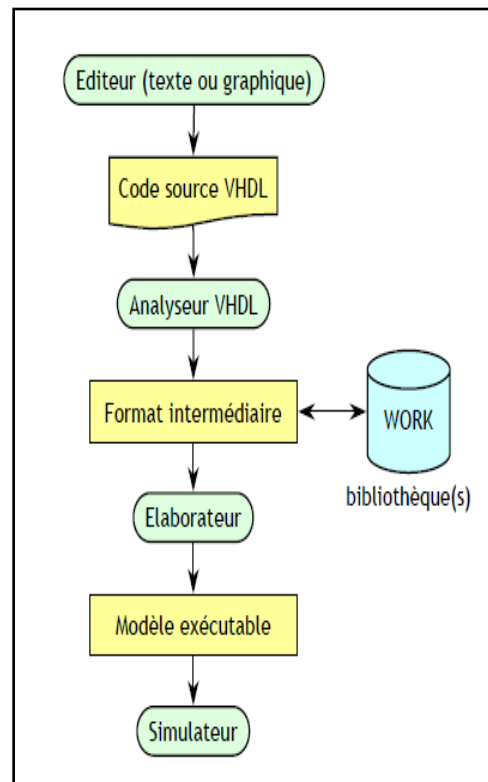 Editeur (texte ou graphique)
Code source VHDL
Analyseur VHDL
Format intermédiaire
WORK
bibliothèque(s)
Elaborateur
Modèle exécutable
Simulateur